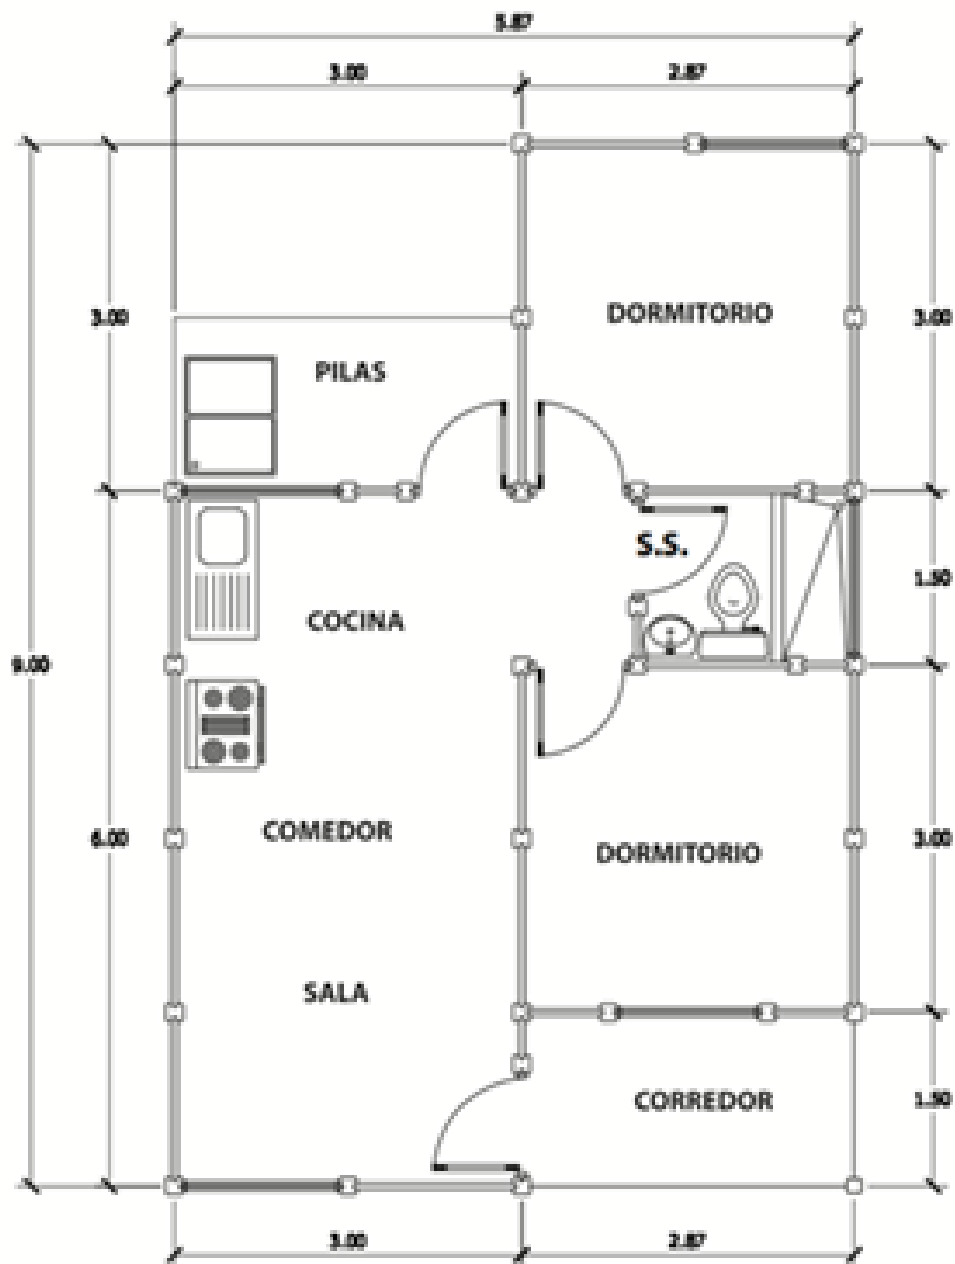 5.87
3.00 2.87
3.00 DORMITORIO 3.00
PILAS
S.S.
1.50
COCINA
9.00
6.00 COMEDOR 3.00
DORMITORIO
SALA
CORREDOR 1.50
3.00 2.87